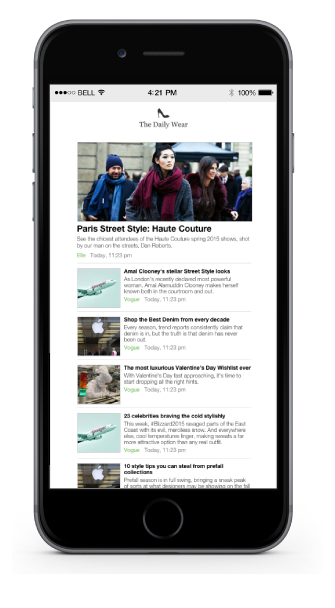 BELL
4:21 PM
100%
The Daily Wear
Paris Street Style: Haute Couture
See the chicest attendees of the Haute Couture spring 2015 shows, shot
by our man on the streets, Dan Roberts.
Elle Today, 11:23 pm
Amal Clooney's stellar Street Style looks
As London's recently declared most powerful
woman, Amal Alamuddin Clooney makes herself
known both in the courtroom and out.
Vogue Today, 11:23 pm
Shop the Best Denim from every decade
Every season, trend reports consistently claim that
denim is in, but the truth is that denim has never
been out.
Vogue Today, 11:23 pm
The most luxurious Valentine's Day Wishlist ever
With Valentine's Day fast approaching, it's time to
start dropping all the right hints.
Vogue Today, 11:23 pm
23 celebrities braving the cold stylishly
This week, #Blizzard2015 ravaged parts of the East
Coast with its evil, merciless snow. And everywhere
else, cool temperatures linger, making sweats a far
more attractive option than any real outfit.
Vogue Today, 11:23 pm
10 style tips you can steal from prefall
collections
Prefall season is in full swing, bringing a sneak peak
of sorts at what designers may be showing on the fall